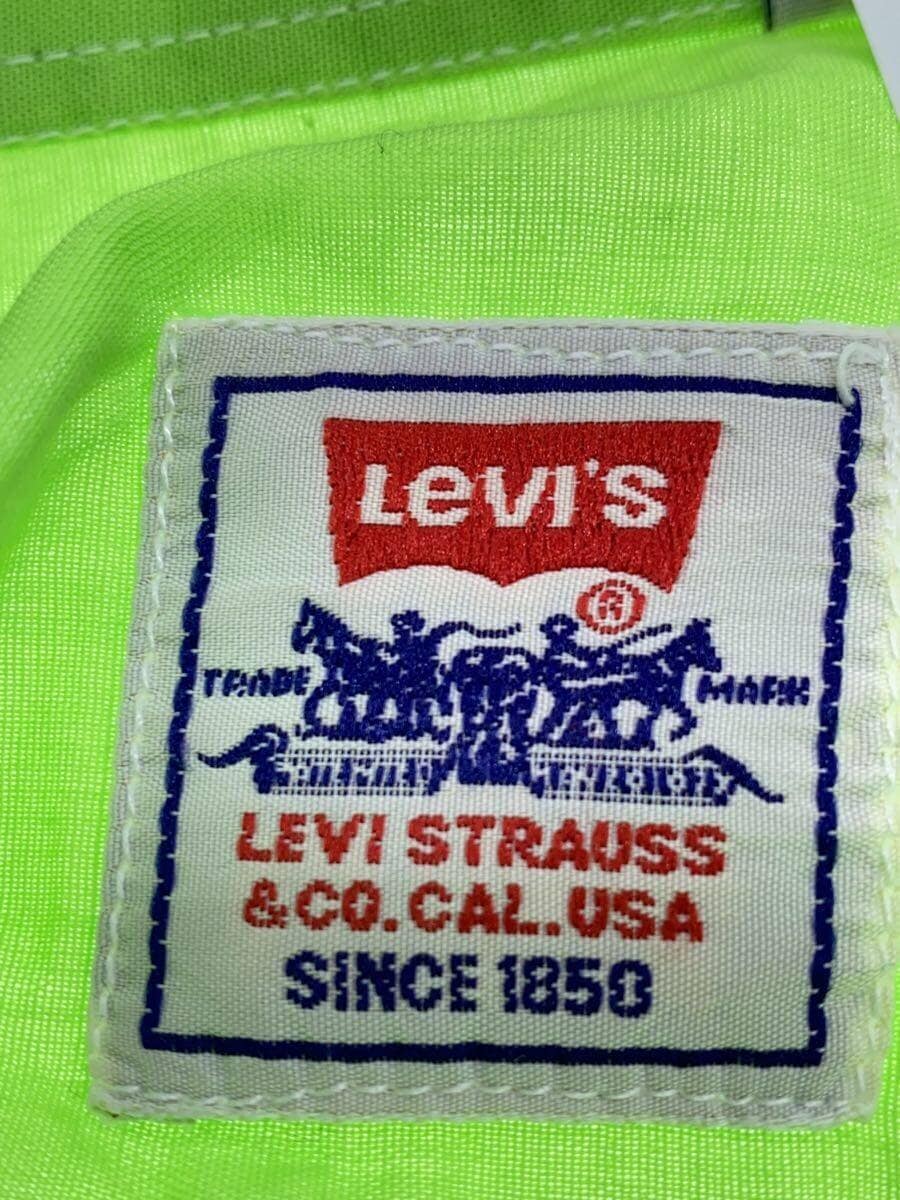 LEVI'S
®
TRADE MARK
LEVI STRAUSS
& CO. CAL. USA
SINCE 1850